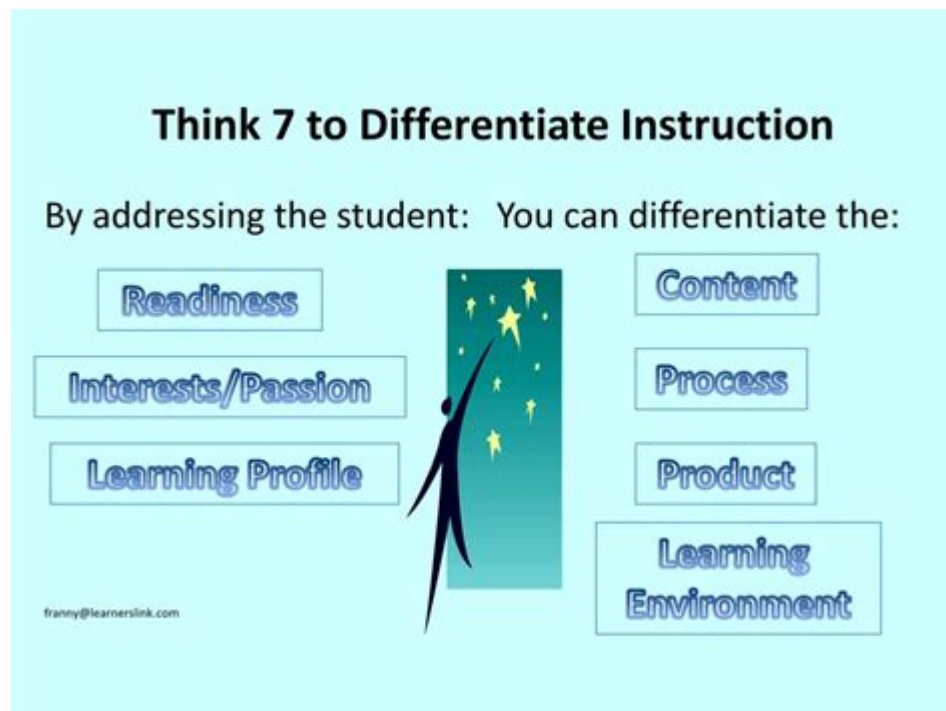 Think 7 to Differentiate Instruction
By addressing the student:
Readiness
Interests/Passion
Learning Profile
You can differentiate the:
Content
Process
Product
Learning
Environment
franny@learnerslink.com